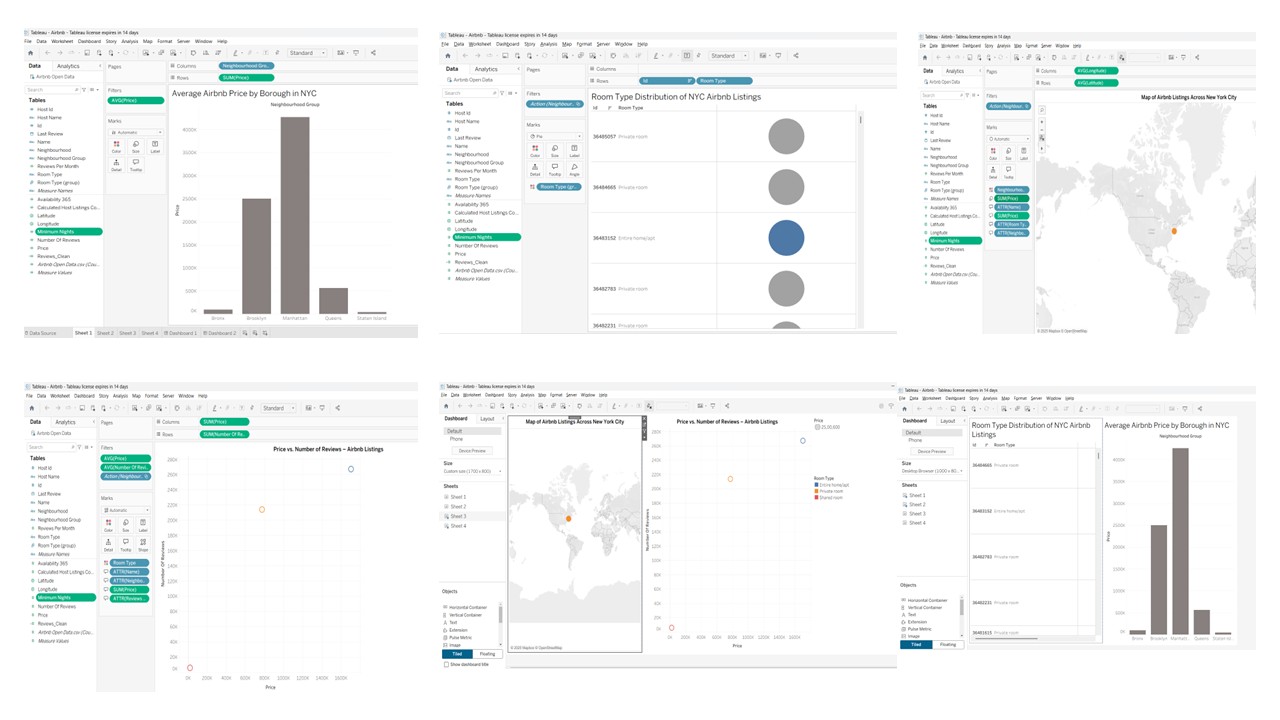 Tableau - Airbnb - Tableau license expires in 14 days
File Data Worksheet Dashboard Story Analysis Map Format Server Window Help
Standard
Data Analytics
Airbnb Open Data
Search
Tables
Host Id
Host Name
Id
Last Review
Name
Neighbourhood
Neighbourhood Group
Reviews Per Month
Room Type
Room Type (group)
Measure Names
Availability 365
Calculated Host Listings Co...
Latitude
Longitude
Minimum Nights
Number Of Reviews
Price
Reviews_Clean
Airbnb Open Data csv (Cou...
Measure Values
Pages
Filters
AVG(Price)
Marks
Automatic
Color Size Label
Detail Tooltip
Columns Neighbourhood Gro...
Rows SUM(Price)
Average Airbnb Price by Borough in NYC
Neighbourhood Group
Price
4000K
3500K
3000K
2500K
2000K
1500K
1000K
500K
0K
Bronx Brooklyn Manhattan Queens Staten Island
Data Source Sheet 1 Sheet 2 Sheet 3 Sheet 4 Dashboard 1 Dashboard 2
Tableau - Airbnb - Tableau license expires in 14 days
File Data Worksheet Dashboard Story Analysis Map Format Server Window Help
Standard
Data Analytics
Airbnb Open Data
Search
Tables
Host Id
Host Name
Id
Last Review
Name
Neighbourhood
Neighbourhood Group
Reviews Per Month
Room Type
Room Type (group)
Measure Names
Availability 365
Calculated Host Listings Co...
Latitude
Longitude
Minimum Nights
Number Of Reviews
Price
Reviews_Clean
Airbnb Open Data csv (Cou...
Measure Values
Pages
Filters
Action (Neighbour...
Marks
Pie
Color Size Label
Detail Tooltip Angle
Room Type (gr...
Columns
Rows Id Room Type
Room Type Distribution of NYC Airbnb Listings
Id Room Type
36485057 Private room
36484665 Private room
36483152 Entire home/apt
36482783 Private room
36482231 Private room
Tableau - Airbnb - Tableau license expires in 14 days
File Data Worksheet Dashboard Story Analysis Map Format Server Window Help
Data Analytics
Airbnb Open Data
Search
Tables
Host Id
Host Name
Id
Last Review
Name
Neighbourhood
Neighbourhood Group
Reviews Per Month
Room Type
Room Type (group)
Measure Names
Availability 365
Calculated Host Listings Co...
Latitude
Longitude
Minimum Nights
Number Of Reviews
Price
Reviews_Clean
Airbnb Open Data csv (Cou...
Measure Values
Pages
Filters
Action (Neighbour...
Marks
Automatic
Color Size Label
Detail Tooltip
Neighbourhoo..
SUM(Price)
ATTR(Name)
SUM(Price)
ATTR(Room Ty..
ATTR(Neighbo..
Columns AVG(Longitude)
Rows AVG(Latitude)
Map of Airbnb Listings Across New York City
© 2025 Mapbox © OpenStreetMap
Tableau - Airbnb - Tableau license expires in 14 days
File Data Worksheet Dashboard Story Analysis Map Format Server Window Help
Standard
Data Analytics
Airbnb Open Data
Search
Tables
Host Id
Host Name
Id
Last Review
Name
Neighbourhood
Neighbourhood Group
Reviews Per Month
Room Type
Room Type (group)
Measure Names
Availability 365
Calculated Host Listings Co...
Latitude
Longitude
Minimum Nights
Number Of Reviews
Price
Reviews_Clean
Airbnb Open Data csv (Cou...
Measure Values
Pages
Filters
AVG(Price)
AVG(Number Of Revi..
Action (Neighbour..
Marks
Automatic
Color Size Label
Detail Tooltip Shape
Room Type
ATTR(Name)
ATTR(Neighbo..
SUM(Price)
ATTR(Reviews ..
Columns SUM(Price)
Rows SUM(Number Of Re..
Price vs. Number of Reviews – Airbnb Listings
Number Of Reviews
280K
260K
240K
220K
200K
180K
160K
140K
120K
100K
80K
60K
40K
20K
0K
0K 200K 400K 600K 800K 1000K 1200K 1400K 1600K
Price
Tableau - Airbnb - Tableau license expires in 14 days
File Data Worksheet Dashboard Story Analysis Map Format Server Window Help
Dashboard Layout
Default
Phone
Device Preview
Size
Custom size (1700 x 800)
Sheets
Sheet 1
Sheet 2
Sheet 3
Sheet 4
Objects
Horizontal Container
Vertical Container
Text
Extension
Pulse Metric
Image
Tiled Floating
Show dashboard title
Map of Airbnb Listings Across New York City
© 2025 Mapbox © OpenStreetMap
Price vs. Number of Reviews – Airbnb Listings
Number Of Reviews
280K
260K
240K
220K
200K
180K
160K
140K
120K
100K
80K
60K
40K
20K
0K
0K 200K 400K 600K 800K 1000K 1200K 1400K 1600K
Price
Price
Room Type
Entire home/apt
Private room
Shared room
Tableau - Airbnb - Tableau license expires in 14 days
File Data Worksheet Dashboard Story Analysis Map Format Server Window Help
Dashboard Layout
Default
Phone
Device Preview
Size
Desktop Browser (1000 x 80...
Sheets
Sheet 1
Sheet 2
Sheet 3
Sheet 4
Objects
Horizontal Container
Vertical Container
Text
Extension
Pulse Metric
Image
Tiled Floating
Room Type Distribution of NYC Airbnb
Listings
Id Room Type
36484665 Private room
36483152 Entire home/apt
36482783 Private room
36482231 Private room
36481615 Private room
Average Airbnb Price by Borough in NYC
Neighbourhood Group
Price
4000K
3500K
3000K
2500K
2000K
1500K
1000K
500K
0K
Bronx Brooklyn Manhatt.. Queens Staten Isl..